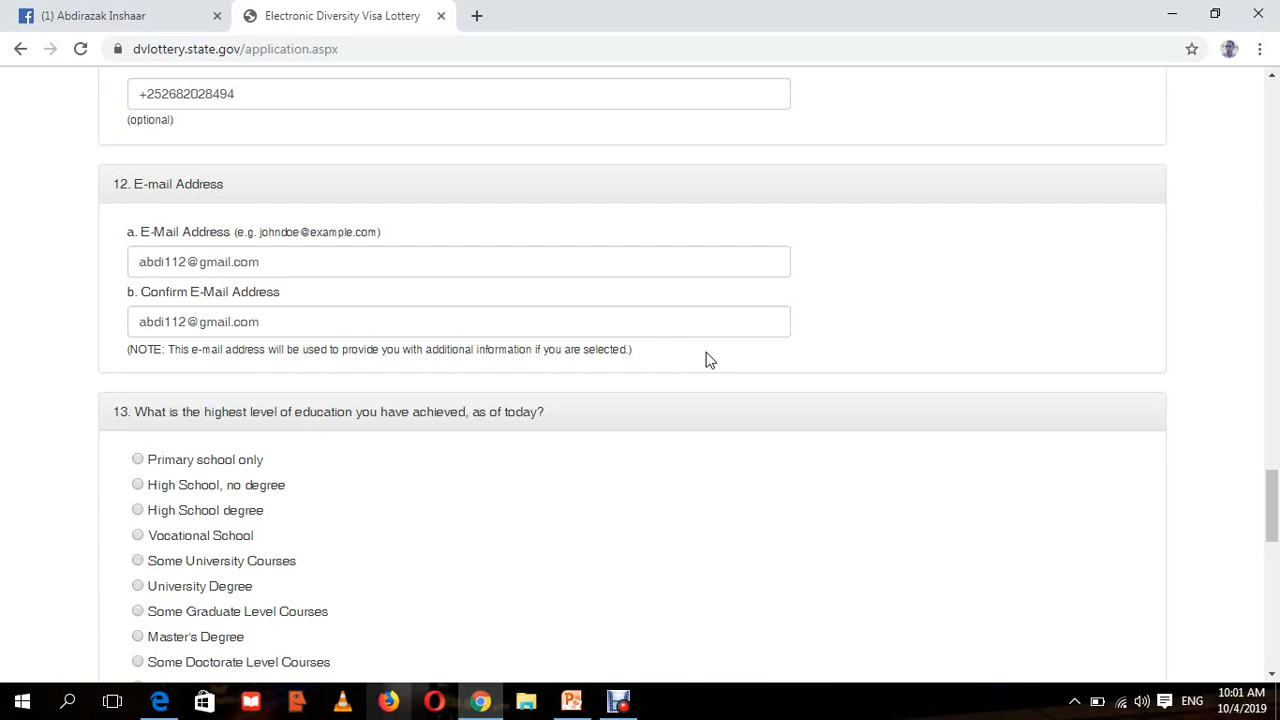 (1) Abdirazak Inshaar
Electronic Diversity Visa Lottery
dvlottery.state.gov/application.aspx
+252682028494
(optional)
12. E-mail Address
a. E-Mail Address (e.g. johndoe@example.com)
abdi112@gmail.com
b. Confirm E-Mail Address
abdi112@gmail.com
(NOTE: This e-mail address will be used to provide you with additional information if you are selected.)
13. What is the highest level of education you have achieved, as of today?
Primary school only
High School, no degree
High School degree
Vocational School
Some University Courses
University Degree
Some Graduate Level Courses
Master's Degree
Some Doctorate Level Courses
ENG
10:01 AM
10/4/2019